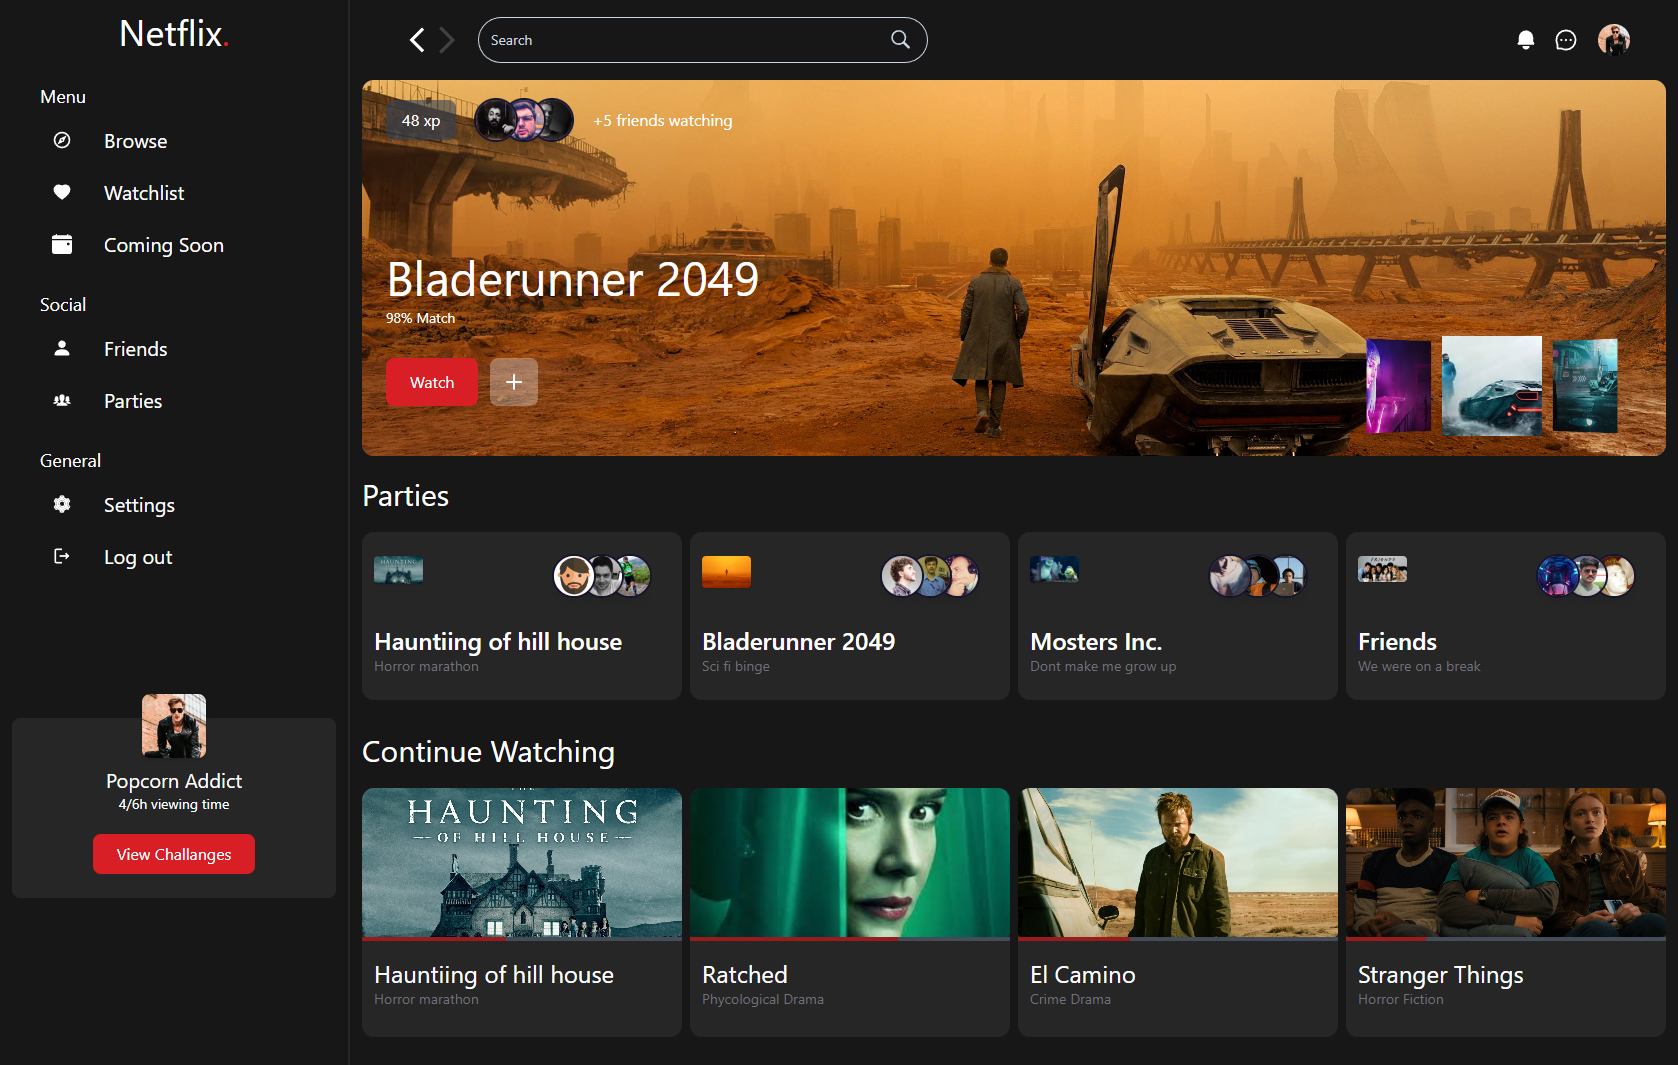 Netflix.
Menu
Browse
Watchlist
Coming Soon
Social
Friends
Parties
General
Settings
Log out
Popcorn Addict
4/6h viewing time
View Challanges
Search
48 xp
+5 friends watching
Bladerunner 2049
98% Match
Watch
Parties
HAUNTING
Hauntiing of hill house
Horror marathon
Bladerunner 2049
Sci fi binge
Mosters Inc.
Dont make me grow up
FRIENDS
Friends
We were on a break
Continue Watching
THE
HAUNTING
OF HILL HOUSE
Hauntiing of hill house
Horror marathon
Ratched
Phycological Drama
El Camino
Crime Drama
Stranger Things
Horror Fiction